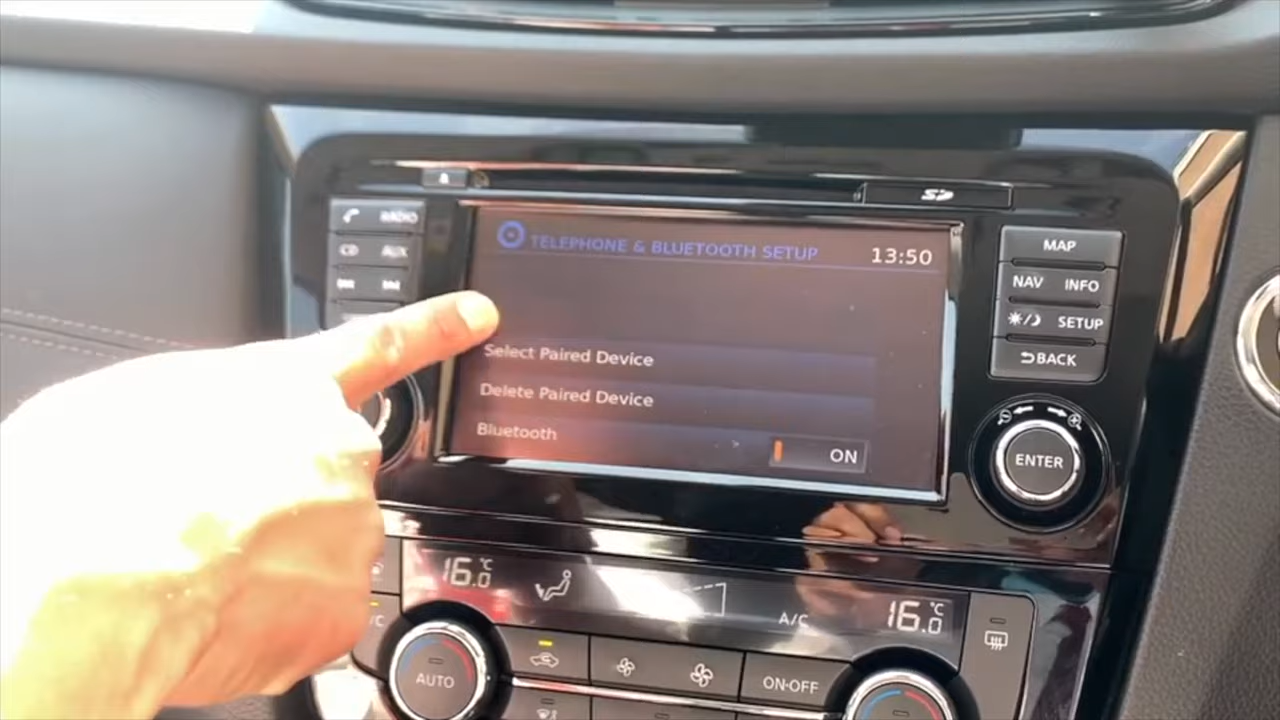 RADIO
CD AUX
TELEPHONE & BLUETOOTH SETUP 13:50
Select Paired Device
Delete Paired Device
Bluetooth
ON
SD
MAP
NAV INFO
SETUP
BACK
ENTER
16.0°C
A/C
16.0°C
AUTO
ON·OFF